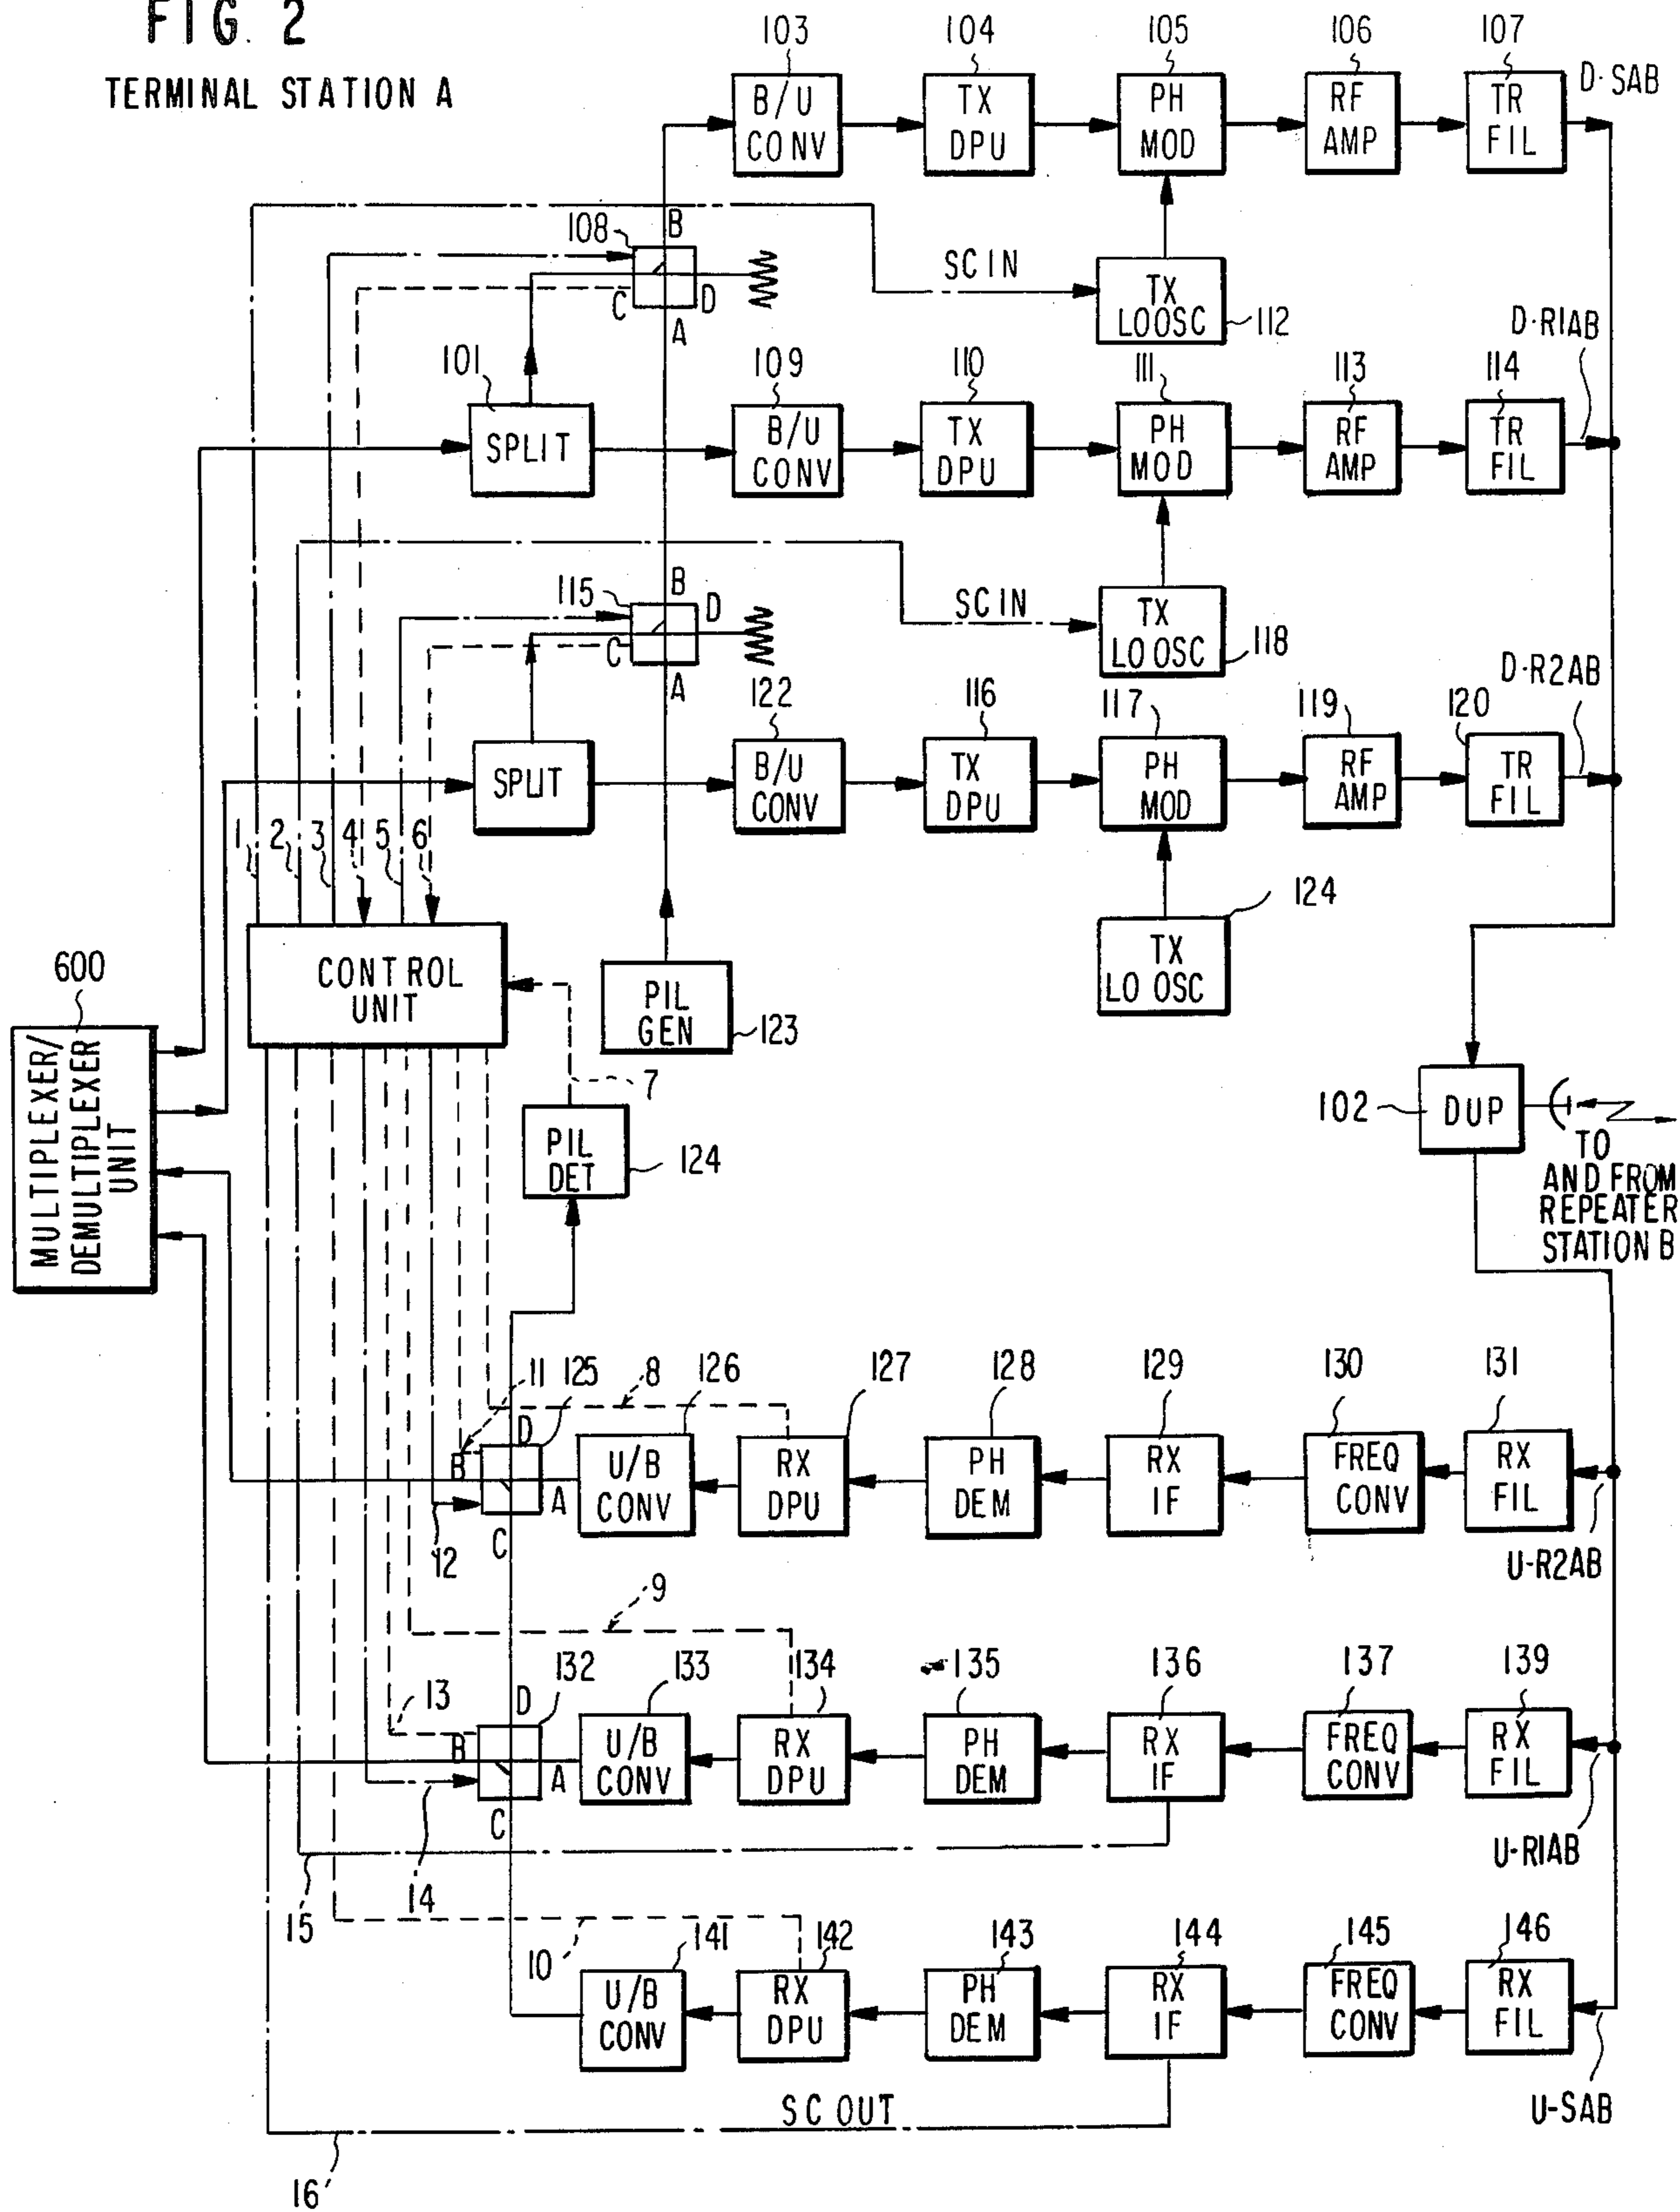 FIG. 2
TERMINAL STATION A
103
104
105
106
107
D·SAB
B/U
CONV
TX
DPU
PH
MOD
RF
AMP
TR
FIL
108
B
C
D
A
SC IN
TX
LO OSC
112
D·R1AB
101
109
110
111
113
114
SPLIT
B/U
CONV
TX
DPU
PH
MOD
RF
AMP
TR
FIL
115
B
D
C
A
SC IN
TX
LO OSC
118
D·R2AB
122
116
117
119
120
SPLIT
B/U
CONV
TX
DPU
PH
MOD
RF
AMP
TR
FIL
1
2
3
4
5
6
124
TX
LO OSC
600
CONTROL
UNIT
PIL
GEN
123
MULTIPLEXER/
DEMULTIPLEXER
UNIT
7
PIL
DET
124
102
DUP
TO
AND FROM
REPEATER
STATION B
11
125
126
8
127
128
129
130
131
D
B
A
C
12
U/B
CONV
RX
DPU
PH
DEM
RX
IF
FREQ
CONV
RX
FIL
U-R2AB
9
13
132
133
134
135
136
137
139
D
B
A
C
U/B
CONV
RX
DPU
PH
DEM
RX
IF
FREQ
CONV
RX
FIL
U-R1AB
15
14
10
141
142
143
144
145
146
U/B
CONV
RX
DPU
PH
DEM
RX
IF
FREQ
CONV
RX
FIL
SC OUT
U-SAB
16